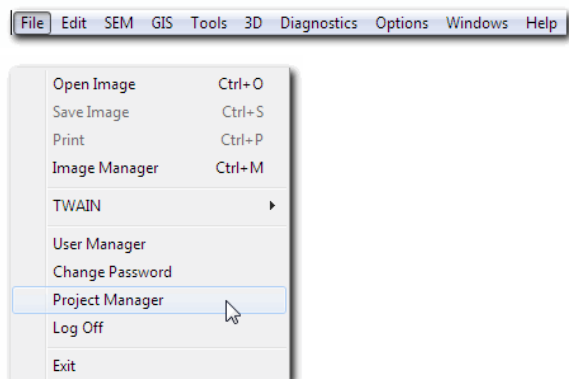 File Edit SEM GIS Tools 3D Diagnostics Options Windows Help
Open Image Ctrl+O
Save Image Ctrl+S
Print Ctrl+P
Image Manager Ctrl+M
TWAIN
User Manager
Change Password
Project Manager
Log Off
Exit